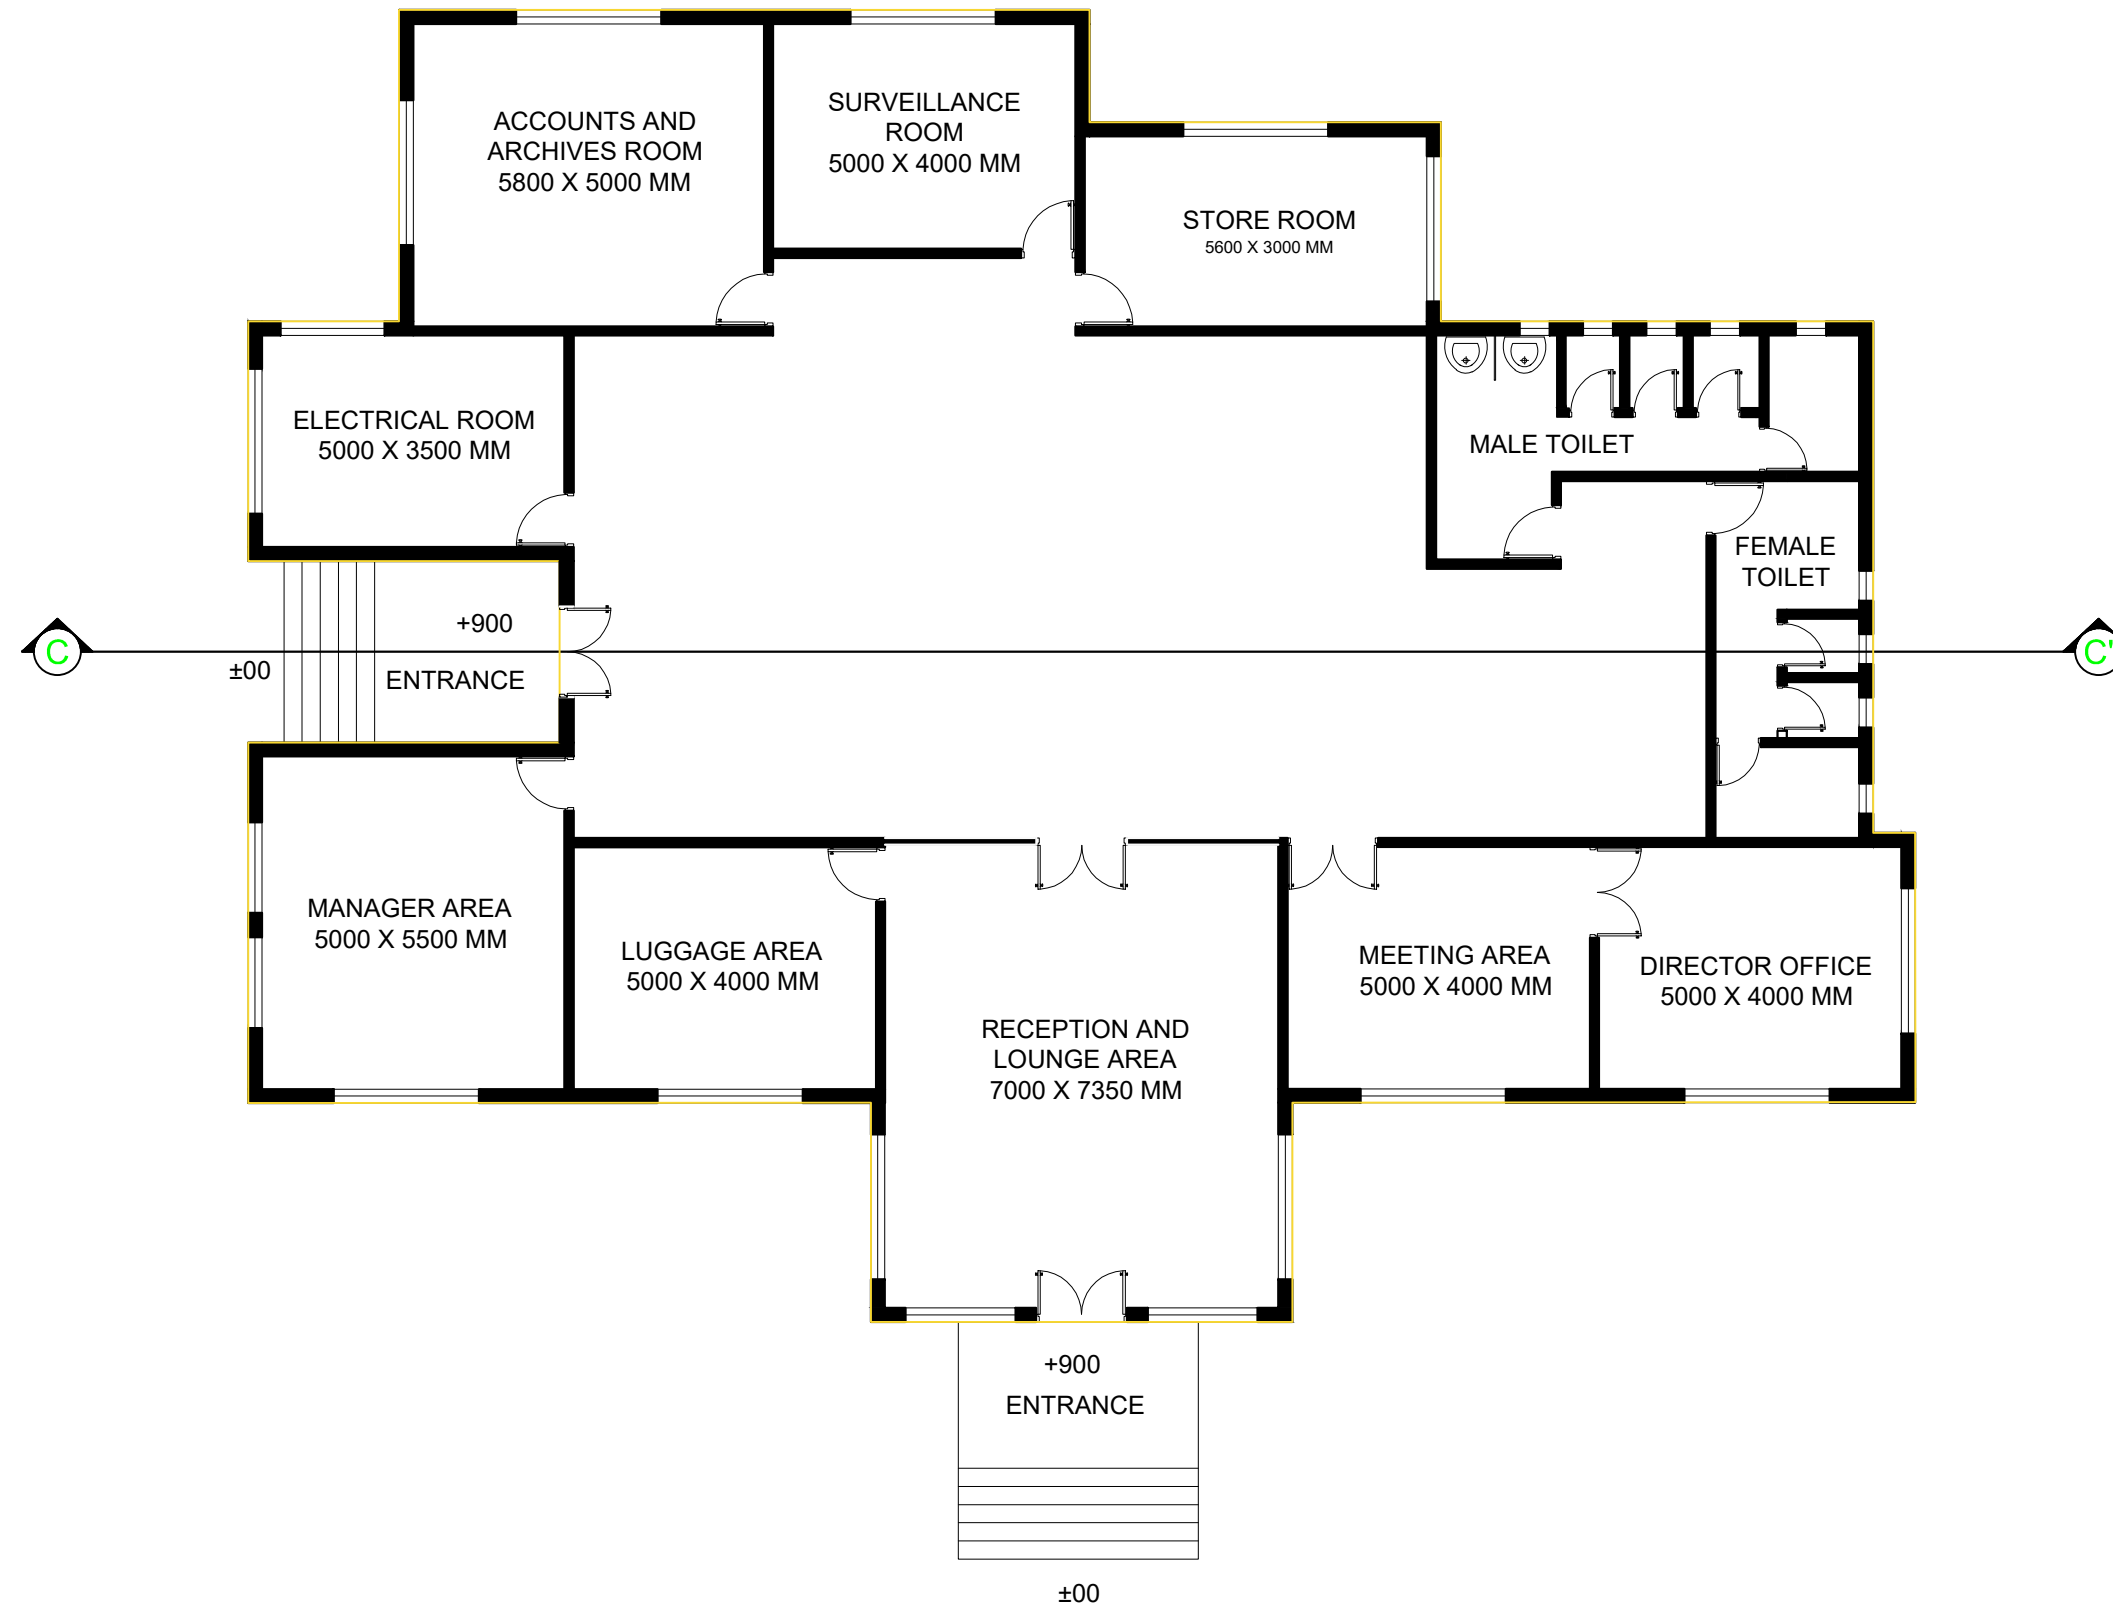 ACCOUNTS AND
ARCHIVES ROOM
5800 X 5000 MM
SURVEILLANCE
ROOM
5000 X 4000 MM
STORE ROOM
5600 X 3000 MM
ELECTRICAL ROOM
5000 X 3500 MM
MALE TOILET
FEMALE
TOILET
C
±00
+900
ENTRANCE
C'
MANAGER AREA
5000 X 5500 MM
LUGGAGE AREA
5000 X 4000 MM
RECEPTION AND
LOUNGE AREA
7000 X 7350 MM
MEETING AREA
5000 X 4000 MM
DIRECTOR OFFICE
5000 X 4000 MM
+900
ENTRANCE
±00